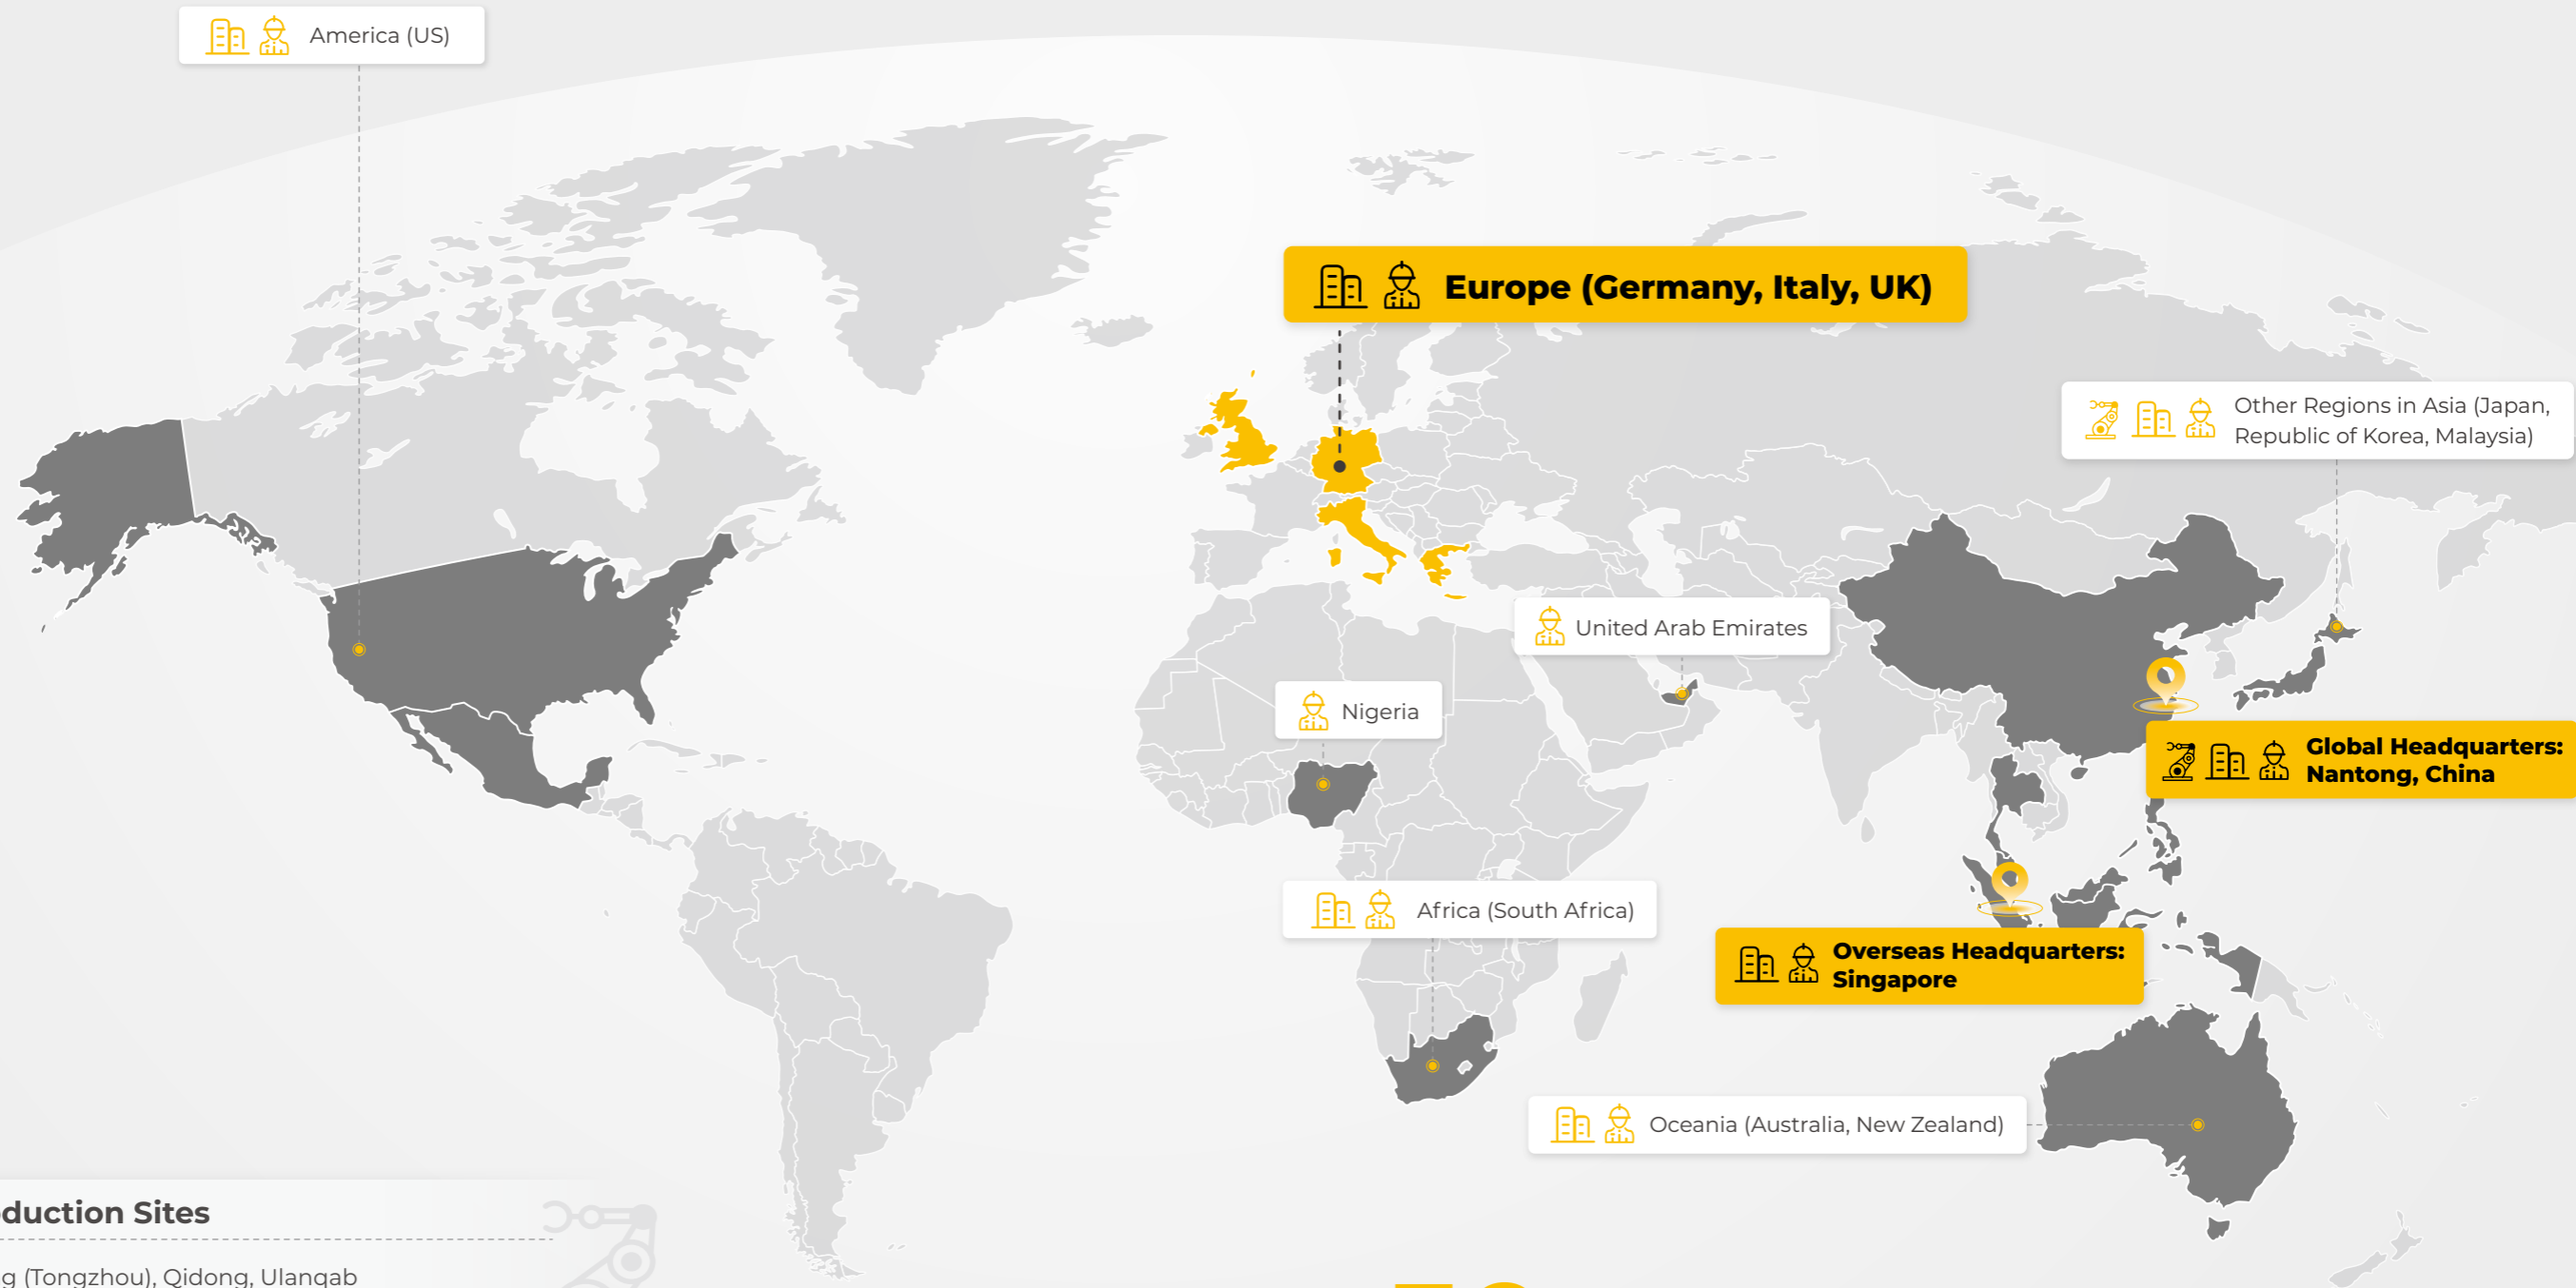 America (US)
Europe (Germany, Italy, UK)
Other Regions in Asia (Japan,
Republic of Korea, Malaysia)
United Arab Emirates
Nigeria
Global Headquarters:
Nantong, China
Africa (South Africa)
Overseas Headquarters:
Singapore
Oceania (Australia, New Zealand)
duction Sites
g (Tongzhou), Qidong, Ulanqab